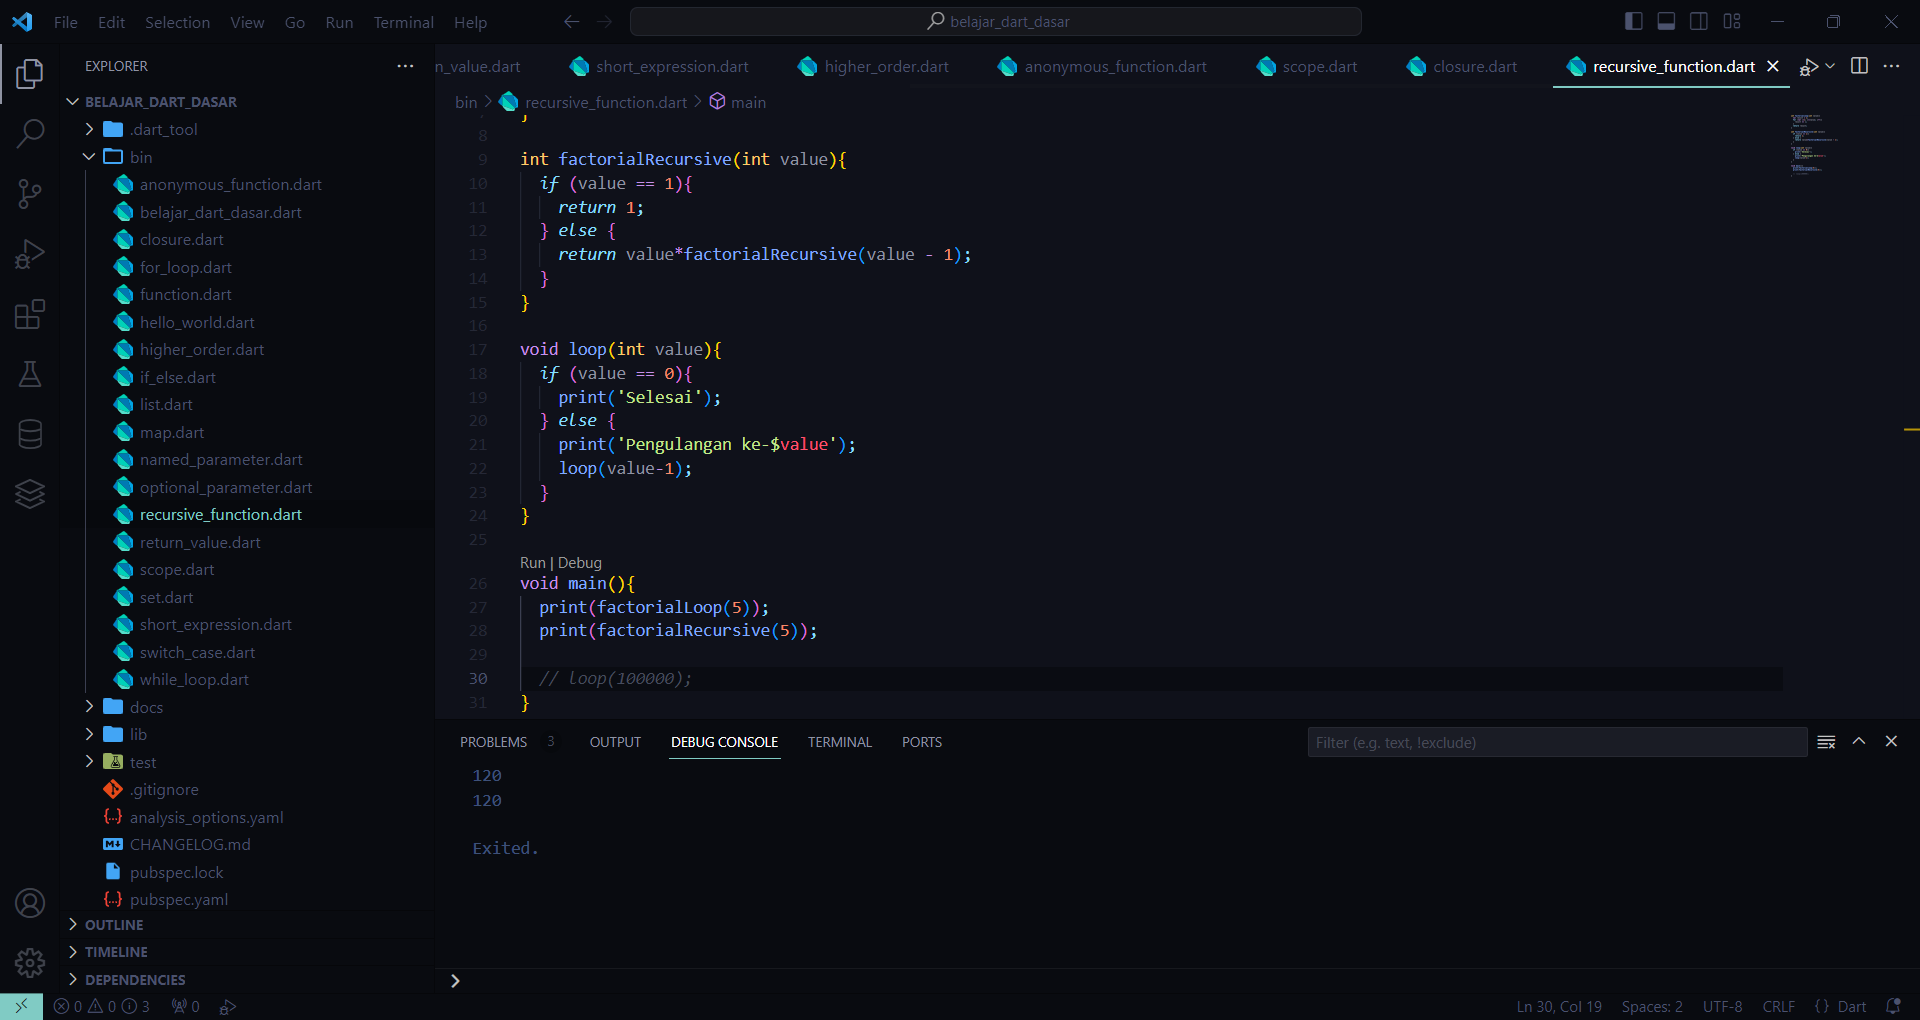 File Edit Selection View Go Run Terminal Help
belajar_dart_dasar
EXPLORER
BELAJAR_DART_DASAR
.dart_tool
bin
anonymous_function.dart
belajar_dart_dasar.dart
closure.dart
for_loop.dart
function.dart
hello_world.dart
higher_order.dart
if_else.dart
list.dart
map.dart
named_parameter.dart
optional_parameter.dart
recursive_function.dart
return_value.dart
scope.dart
set.dart
short_expression.dart
switch_case.dart
while_loop.dart
docs
lib
test
.gitignore
analysis_options.yaml
CHANGELOG.md
pubspec.lock
pubspec.yaml
OUTLINE
TIMELINE
DEPENDENCIES
n_value.dart short_expression.dart higher_order.dart anonymous_function.dart scope.dart closure.dart recursive_function.dart
bin > recursive_function.dart > main
}
8
9 int factorialRecursive(int value){
10 if (value == 1){
11 return 1;
12 } else {
13 return value*factorialRecursive(value - 1);
14 }
15 }
16
17 void loop(int value){
18 if (value == 0){
19 print('Selesai');
20 } else {
21 print('Pengulangan ke-$value');
22 loop(value-1);
23 }
24 }
25
Run | Debug
26 void main(){
27 print(factorialLoop(5));
28 print(factorialRecursive(5));
29
30 // loop(100000);
31 }
PROBLEMS 3 OUTPUT DEBUG CONSOLE TERMINAL PORTS
Filter (e.g. text, !exclude)
120
120
Exited.
0 0 3 0
Ln 30, Col 19 Spaces: 2 UTF-8 CRLF {} Dart